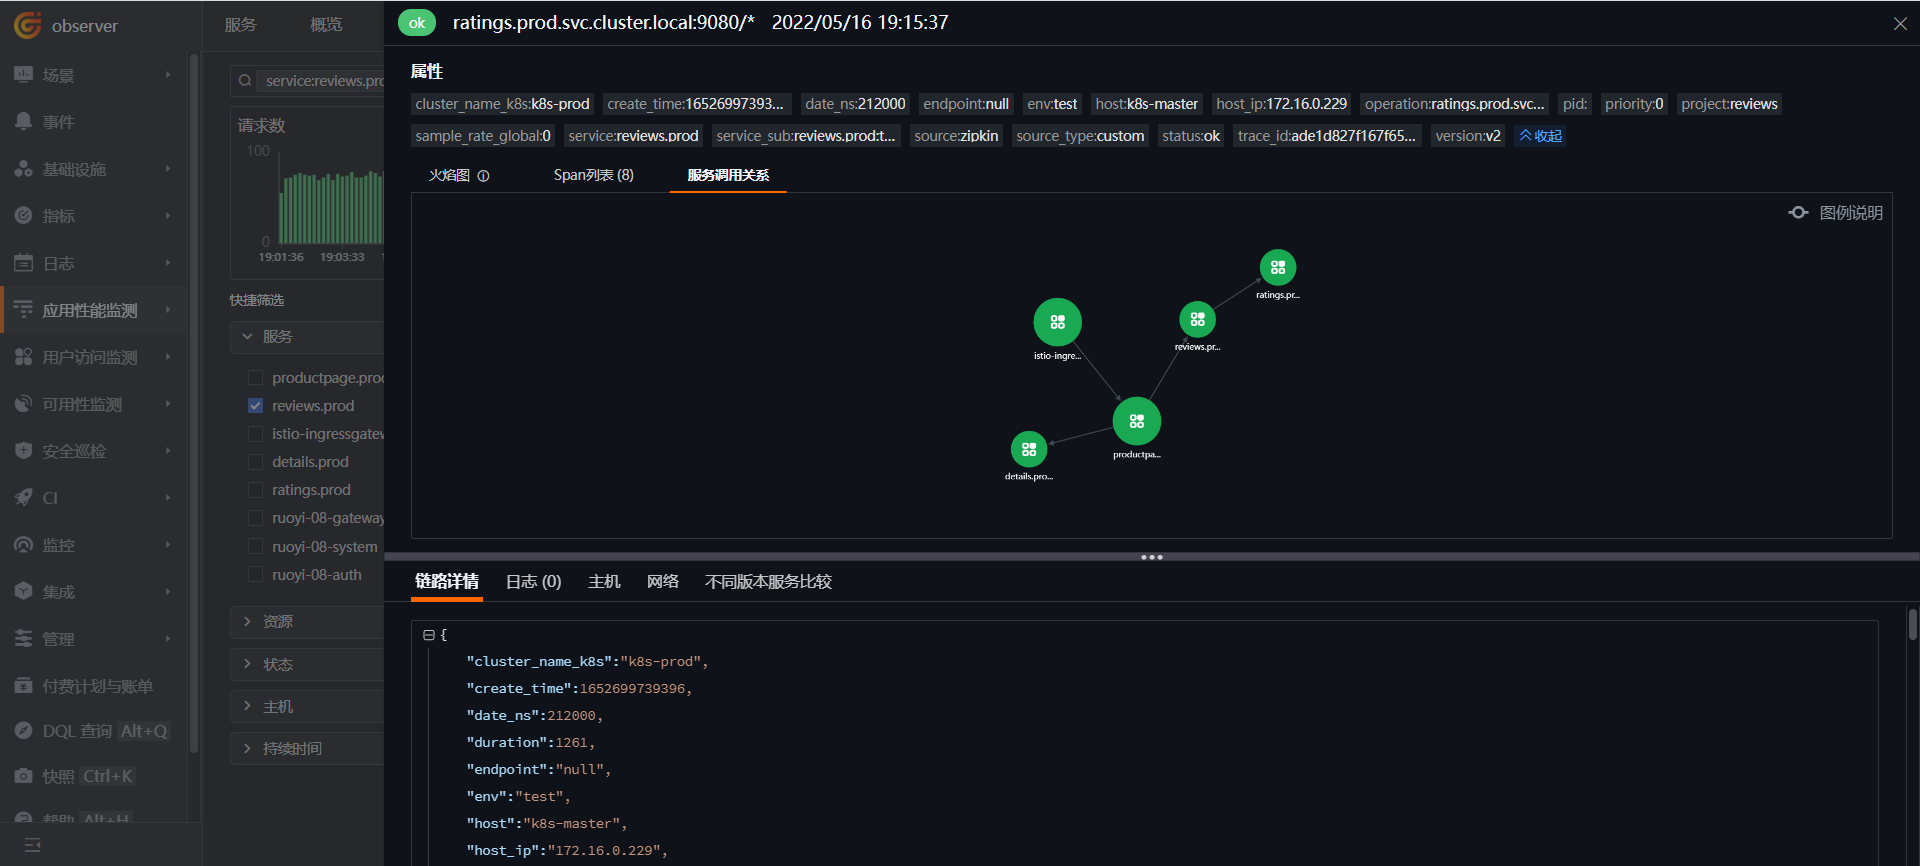 observer
场景
事件
基础设施
指标
日志
应用性能监测
用户访问监测
可用性监测
安全巡检
CI
监控
集成
管理
付费计划与账单
DQL 查询 Alt+Q
快照 Ctrl+K
帮助 Alt+H
服务 概览
service:reviews.pro
请求数
100
0
19:01:36 19:03:33
快捷筛选
服务
productpage.prod
reviews.prod
istio-ingressgatew
details.prod
ratings.prod
ruoyi-08-gateway
ruoyi-08-system
ruoyi-08-auth
资源
状态
主机
持续时间
ok ratings.prod.svc.cluster.local:9080/* 2022/05/16 19:15:37
属性
cluster_name_k8s:k8s-prod create_time:16526997393... date_ns:212000 endpoint:null env:test host:k8s-master host_ip:172.16.0.229 operation:ratings.prod.svc... pid: priority:0 project:reviews
sample_rate_global:0 service:reviews.prod service_sub:reviews.prod:t... source:zipkin source_type:custom status:ok trace_id:ade1d827f167f65... version:v2 收起
火焰图 Span列表 (8) 服务调用关系
图例说明
ratings.pr...
istio-ingre...
reviews.pr...
productpa...
details.pro...
链路详情 日志 (0) 主机 网络 不同版本服务比较
{
"cluster_name_k8s":"k8s-prod",
"create_time":1652699739396,
"date_ns":212000,
"duration":1261,
"endpoint":"null",
"env":"test",
"host":"k8s-master",
"host_ip":"172.16.0.229",